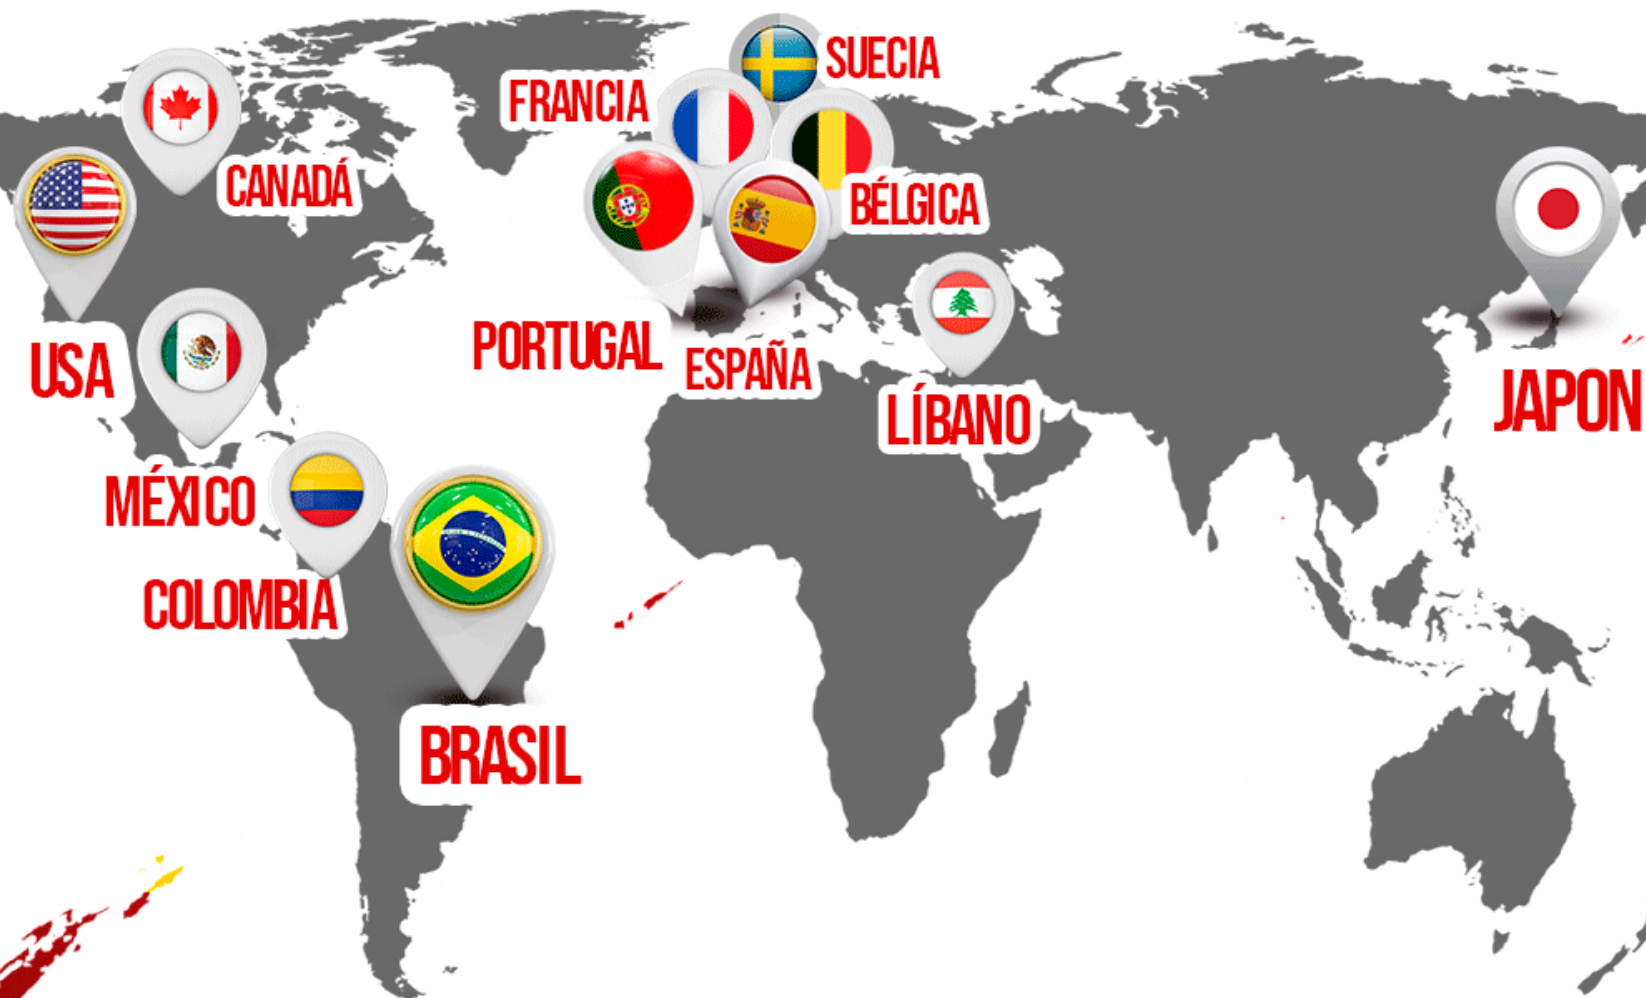 SUECIA
FRANCIA
CANADÁ
BÉLGICA
USA
PORTUGAL
ESPAÑA
LÍBANO
JAPON
MÉXICO
COLOMBIA
BRASIL